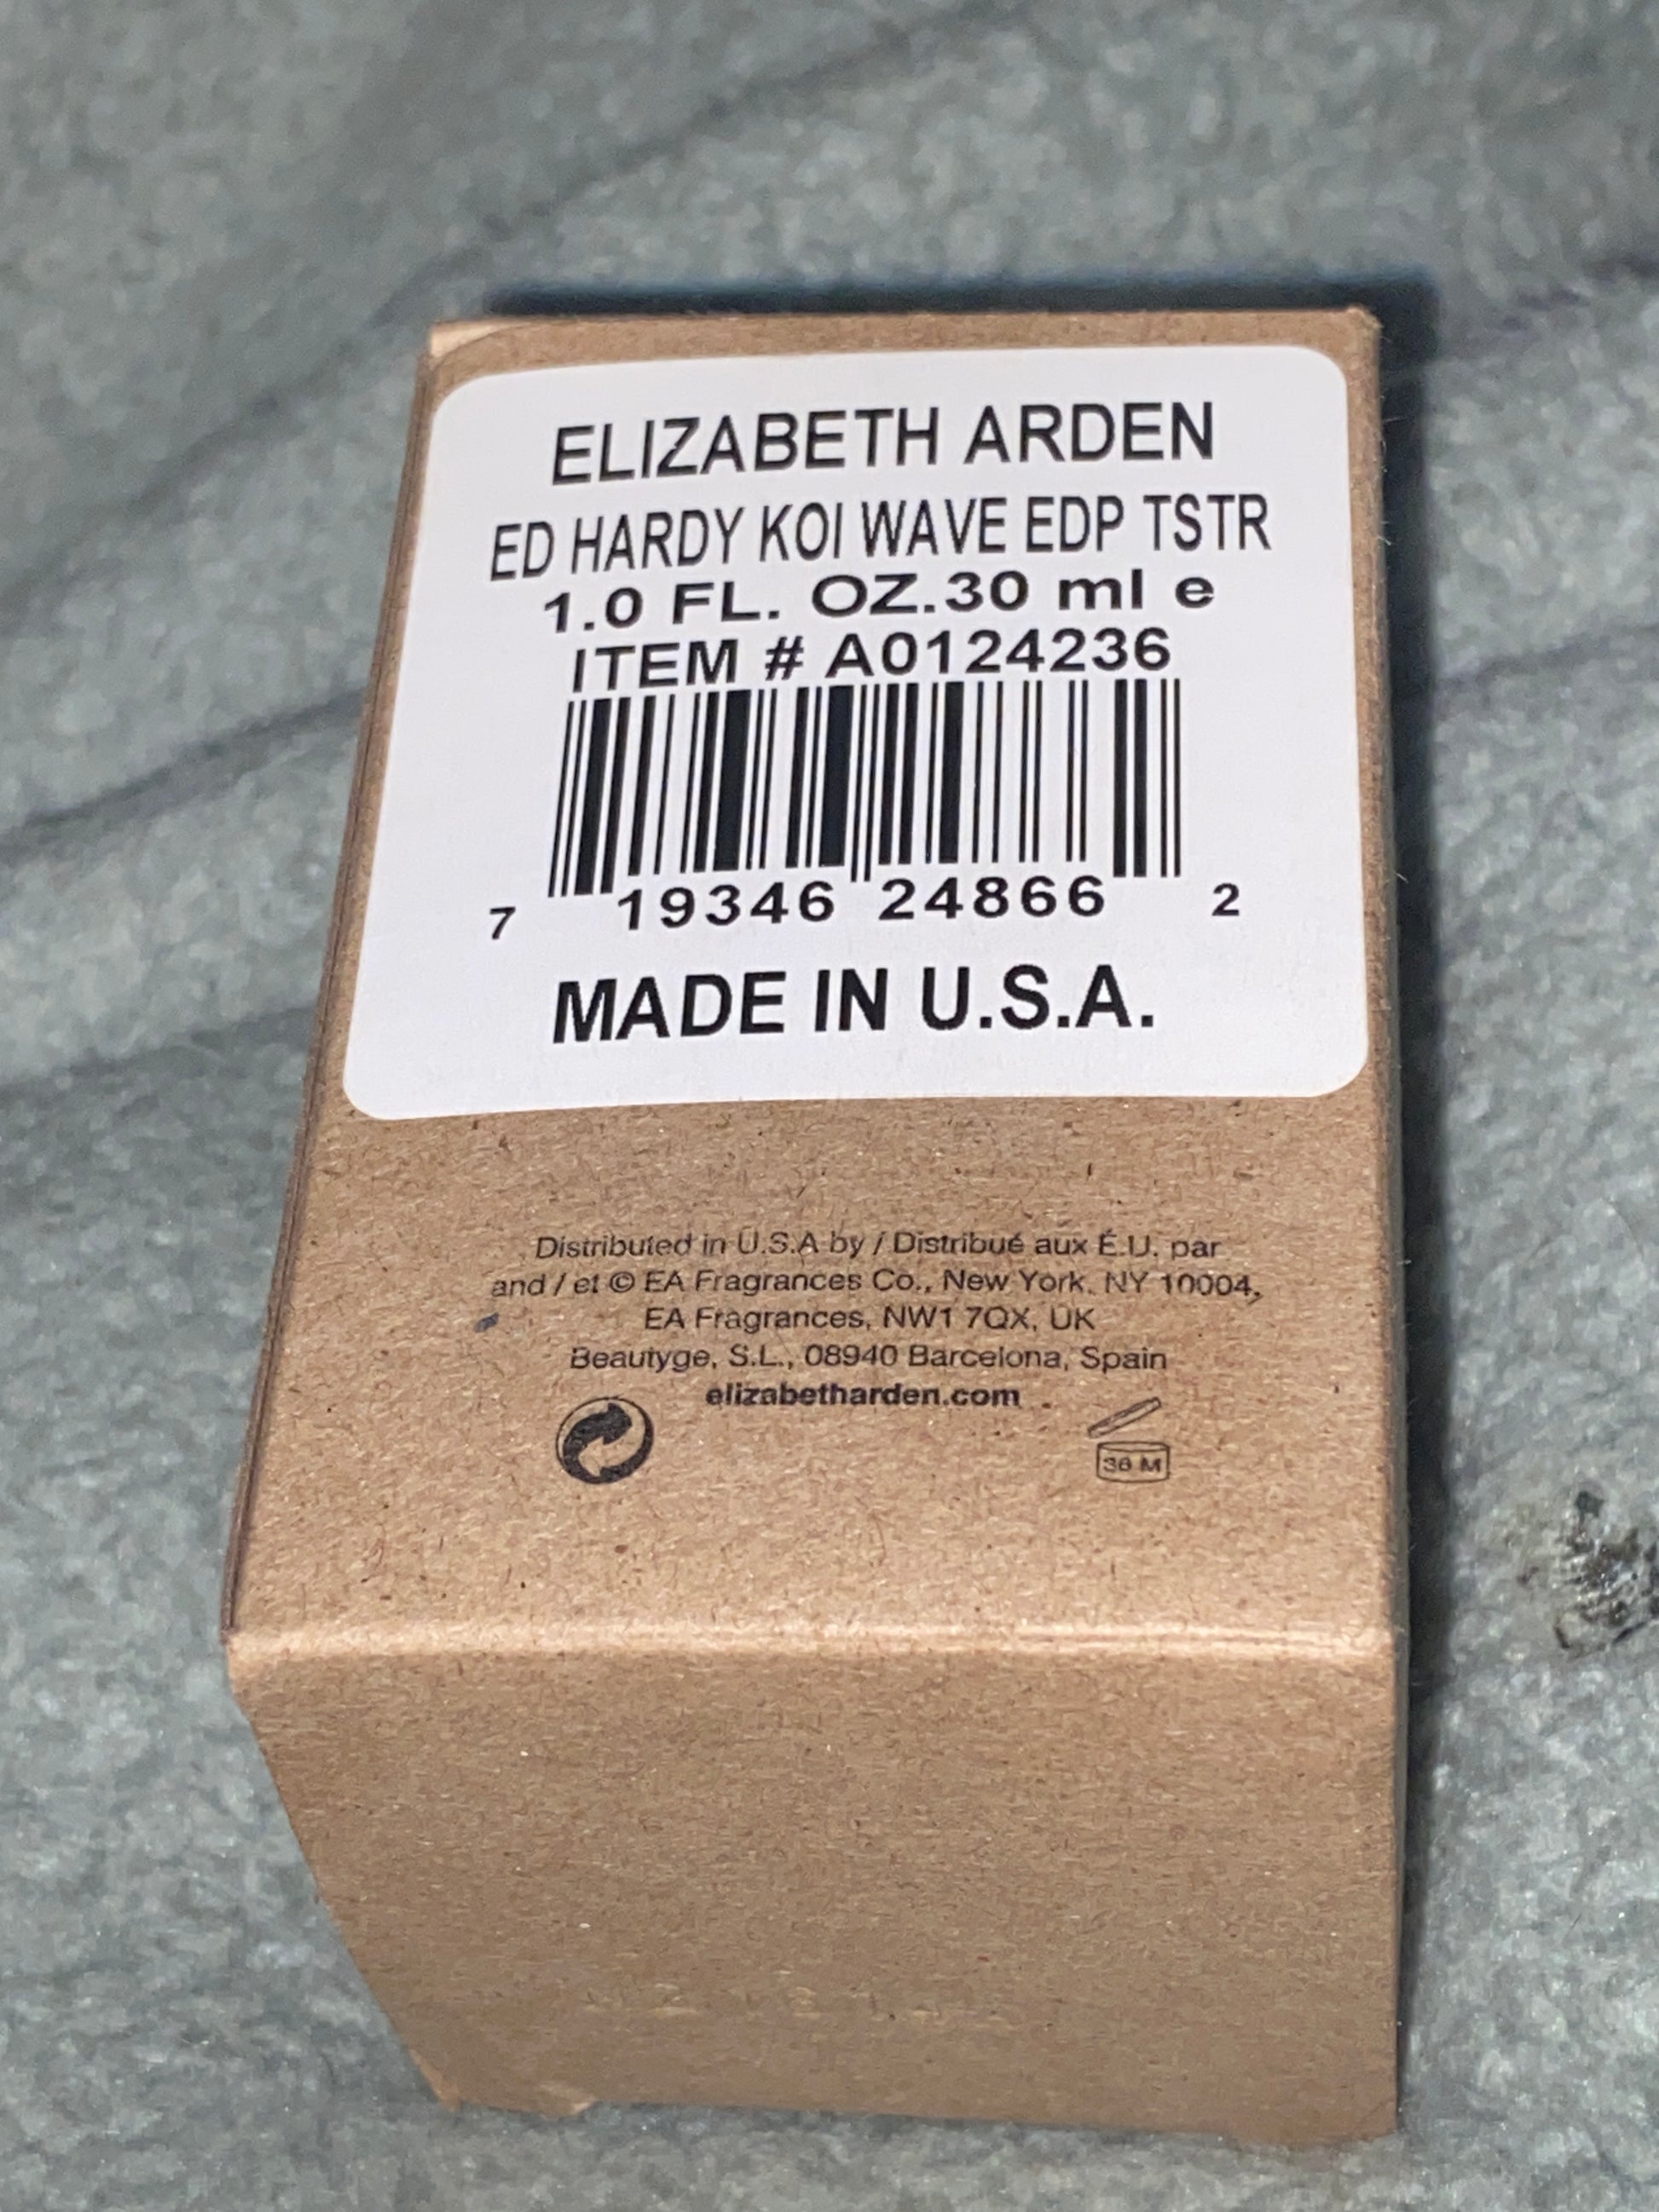 ELIZABETH ARDEN
ED HARDY KOI WAVE EDP TSTR
1.0 FL. OZ.30 ml e
ITEM # A0124236
7 19346 24866 2
MADE IN U.S.A.
Distributed in U.S.A by / Distribué aux É.U. par
and / et © EA Fragrances Co., New York, NY 10004,
EA Fragrances, NW1 7QX, UK
Beautyge, S.L., 08940 Barcelona, Spain
elizabetharden.com
36 M